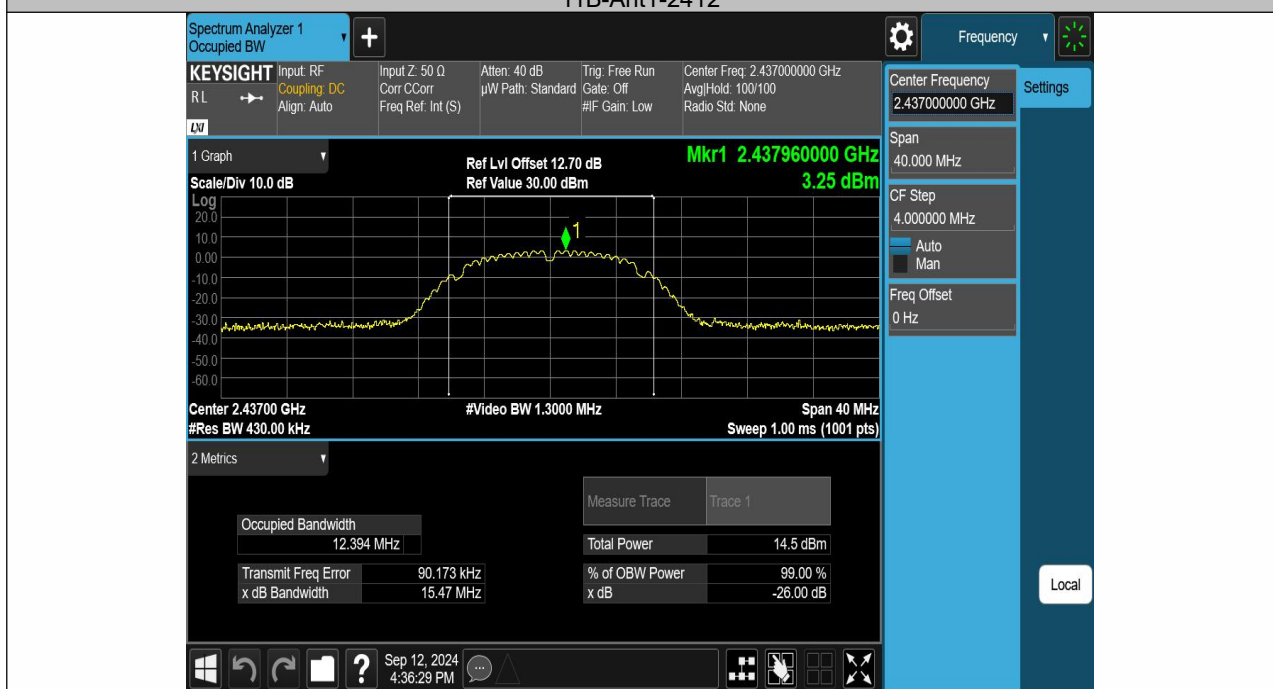 11B-Ant1-2412
Spectrum Analyzer 1
Occupied BW
Frequency
KEYSIGHT
RL
LXI
Input: RF
Coupling: DC
Align: Auto
Input Z: 50 Ω
Corr CCorr
Freq Ref: Int (S)
Atten: 40 dB
µW Path: Standard
Trig: Free Run
Gate: Off
#IF Gain: Low
Center Freq: 2.437000000 GHz
Avg|Hold: 100/100
Radio Std: None
Center Frequency
2.437000000 GHz
Settings
Span
40.000 MHz
CF Step
4.000000 MHz
Auto
Man
Freq Offset
0 Hz
1 Graph
Scale/Div 10.0 dB
Ref Lvl Offset 12.70 dB
Ref Value 30.00 dBm
Mkr1 2.437960000 GHz
3.25 dBm
Log
20.0
10.0
0.00
-10.0
-20.0
-30.0
-40.0
-50.0
-60.0
1
Center 2.43700 GHz
#Res BW 430.00 kHz
#Video BW 1.3000 MHz
Span 40 MHz
Sweep 1.00 ms (1001 pts)
2 Metrics
Measure Trace Trace 1
Occupied Bandwidth
12.394 MHz
Total Power 14.5 dBm
Transmit Freq Error 90.173 kHz
% of OBW Power 99.00 %
x dB Bandwidth 15.47 MHz
x dB -26.00 dB
Local
?
Sep 12, 2024
4:36:29 PM